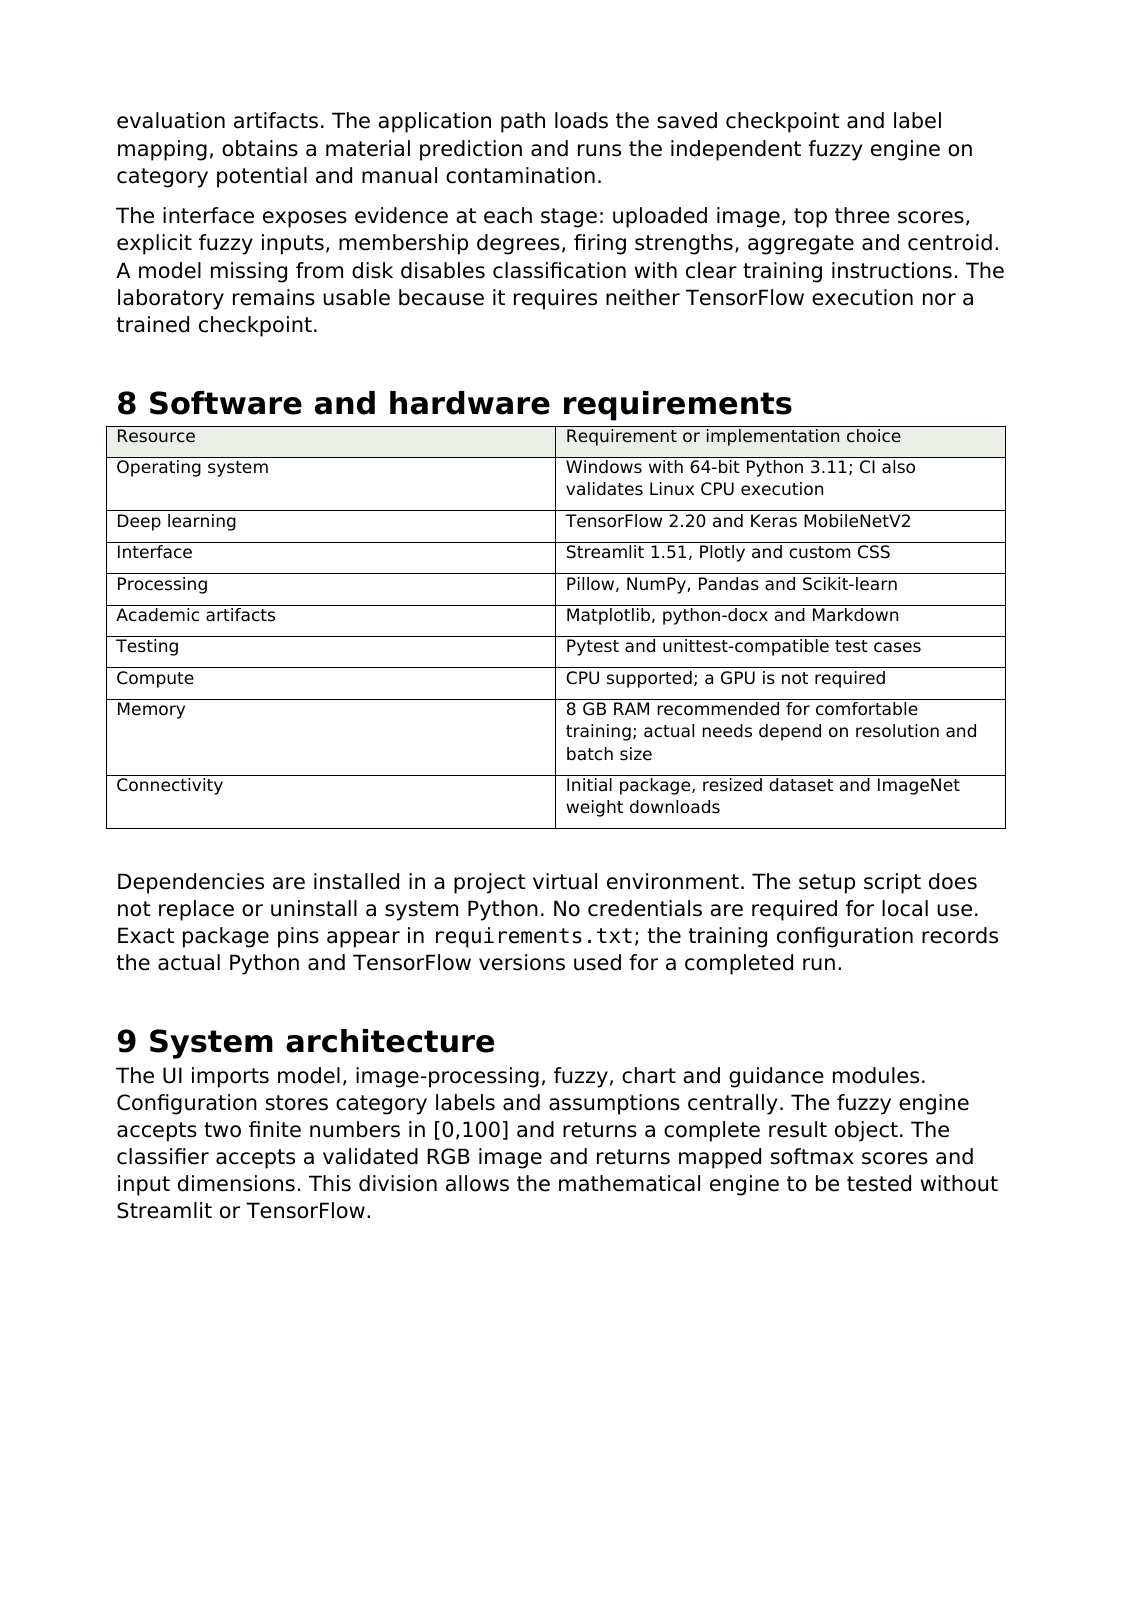 evaluation artifacts. The application path loads the saved checkpoint and label
mapping, obtains a material prediction and runs the independent fuzzy engine on
category potential and manual contamination.
The interface exposes evidence at each stage: uploaded image, top three scores,
explicit fuzzy inputs, membership degrees, firing strengths, aggregate and centroid.
A model missing from disk disables classification with clear training instructions. The
laboratory remains usable because it requires neither TensorFlow execution nor a
trained checkpoint.
8 Software and hardware requirements
Resource
Requirement or implementation choice
Operating system
Windows with 64-bit Python 3.11; CI also
validates Linux CPU execution
Deep learning
TensorFlow 2.20 and Keras MobileNetV2
Interface
Streamlit 1.51, Plotly and custom CSS
Processing
Pillow, NumPy, Pandas and Scikit-learn
Academic artifacts
Matplotlib, python-docx and Markdown
Testing
Pytest and unittest-compatible test cases
Compute
CPU supported; a GPU is not required
Memory
8 GB RAM recommended for comfortable
training; actual needs depend on resolution and
batch size
Connectivity
Initial package, resized dataset and ImageNet
weight downloads
Dependencies are installed in a project virtual environment. The setup script does
not replace or uninstall a system Python. No credentials are required for local use.
Exact package pins appear in requirements.txt; the training configuration records
the actual Python and TensorFlow versions used for a completed run.
9 System architecture
The UI imports model, image-processing, fuzzy, chart and guidance modules.
Configuration stores category labels and assumptions centrally. The fuzzy engine
accepts two finite numbers in [0,100] and returns a complete result object. The
classifier accepts a validated RGB image and returns mapped softmax scores and
input dimensions. This division allows the mathematical engine to be tested without
Streamlit or TensorFlow.